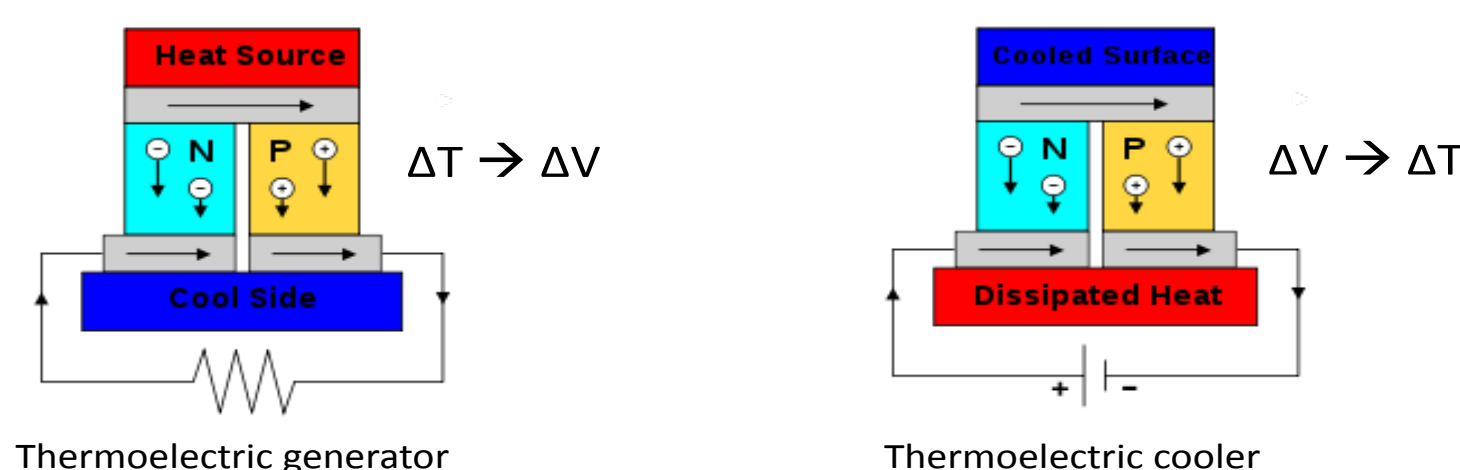 Heat Source
N P
− +
− +
ΔT → ΔV
Cool Side
Thermoelectric generator
Cooled Surface
N P
− +
− +
ΔV → ΔT
Dissipated Heat
+ −
Thermoelectric cooler